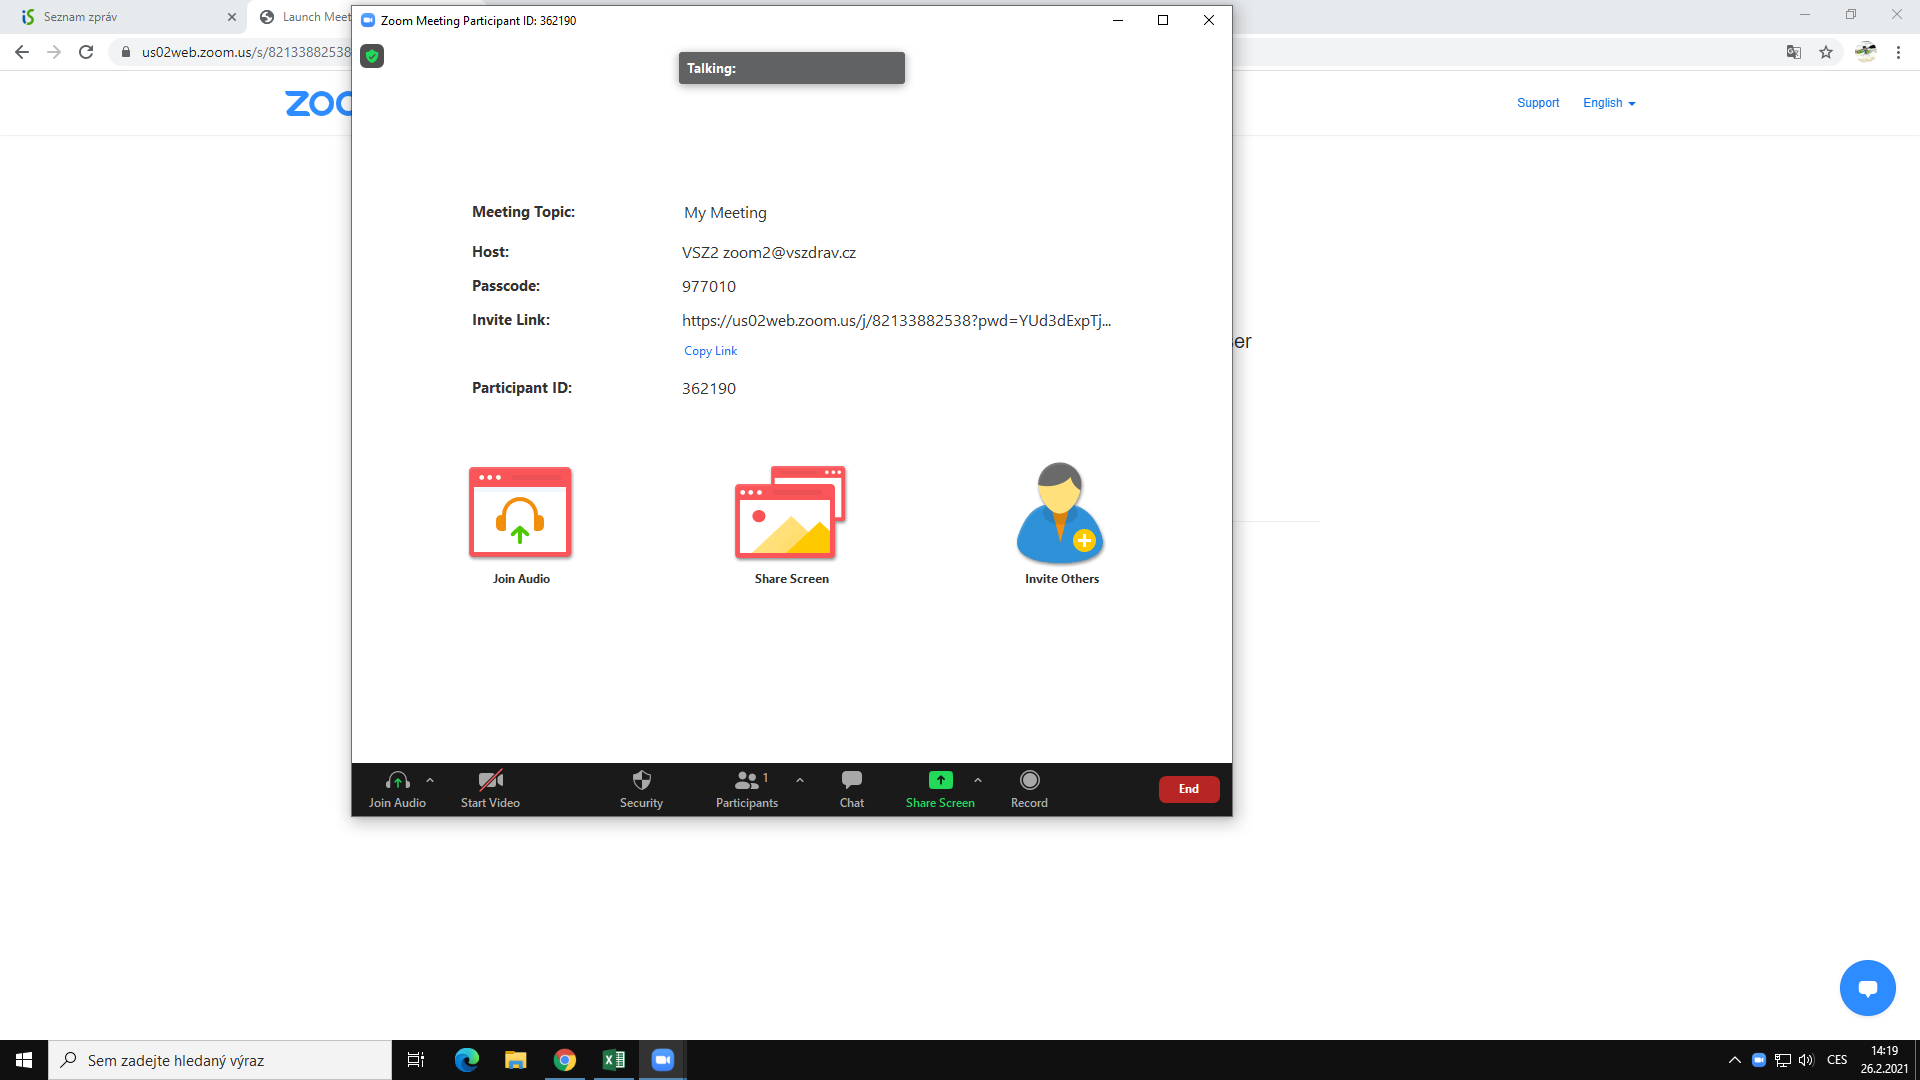 Seznam zpráv
Launch Meet
Zoom Meeting Participant ID: 362190
us02web.zoom.us/s/82133882538
Talking:
ZOO
Support
English
Meeting Topic:
My Meeting
Host:
VSZ2 zoom2@vszdrav.cz
Passcode:
977010
Invite Link:
https://us02web.zoom.us/j/82133882538?pwd=YUd3dExpTj...
ser
Copy Link
Participant ID:
362190
Join Audio
Share Screen
Invite Others
1
Join Audio
Start Video
Security
Participants
Chat
Share Screen
Record
End
Sem zadejte hledaný výraz
CES
14:19
26.2.2021